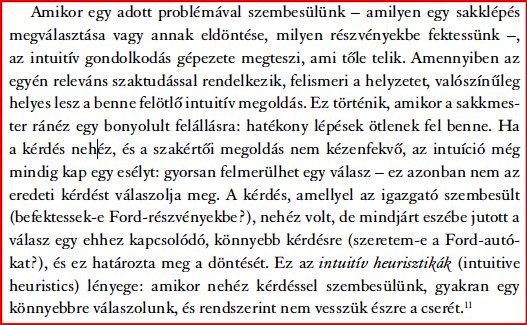 Amikor egy adott problémával szembesülünk – amilyen egy sakklépés
megválasztása vagy annak eldöntése, milyen részvényekbe fektessünk –,
az intuitív gondolkodás gépezete megteszi, ami tőle telik. Amennyiben az
egyén releváns szaktudással rendelkezik, felismeri a helyzetet, valószínűleg
helyes lesz a benne felötlő intuitív megoldás. Ez történik, amikor a sakkmes-
ter ránéz egy bonyolult felállásra: hatékony lépések ötlenek fel benne. Ha
a kérdés nehéz, és a szakértői megoldás nem kézenfekvő, az intuíció még
mindig kap egy esélyt: gyorsan felmerülhet egy válasz – ez azonban nem az
eredeti kérdést válaszolja meg. A kérdés, amellyel az igazgató szembesült
(befektessek-e Ford-részvényekbe?), nehéz volt, de mindjárt eszébe jutott a
válasz egy ehhez kapcsolódó, könnyebb kérdésre (szeretem-e a Ford-autó-
kat?), és ez határozta meg a döntését. Ez az intuitív heurisztikák (intuitive
heuristics) lényege: amikor nehéz kérdéssel szembesülünk, gyakran egy
könnyebbre válaszolunk, és rendszerint nem vesszük észre a cserét.¹¹